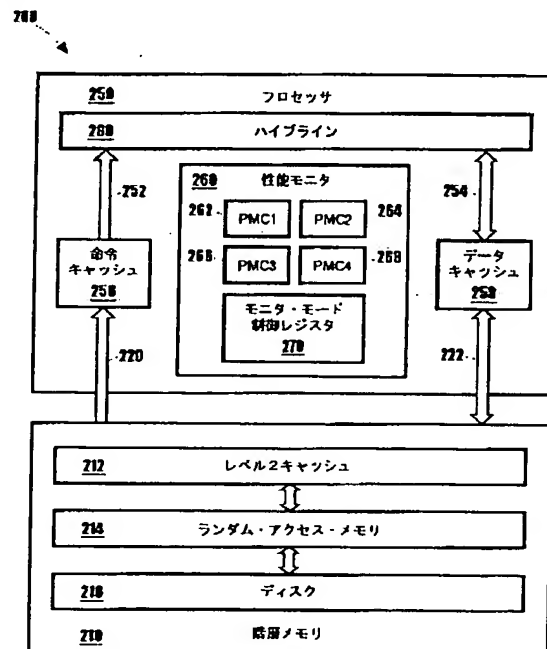 200
250 プロセッサ
280 パイプライン
252
260 性能モニタ
254
262 PMC1 PMC2 264
266 PMC3 PMC4 268
命令
キャッシュ
256
データ
キャッシュ
258
モニタ・モード
制御レジスタ
270
220
222
212 レベル2キャッシュ
214 ランダム・アクセス・メモリ
216 ディスク
210 階層メモリ